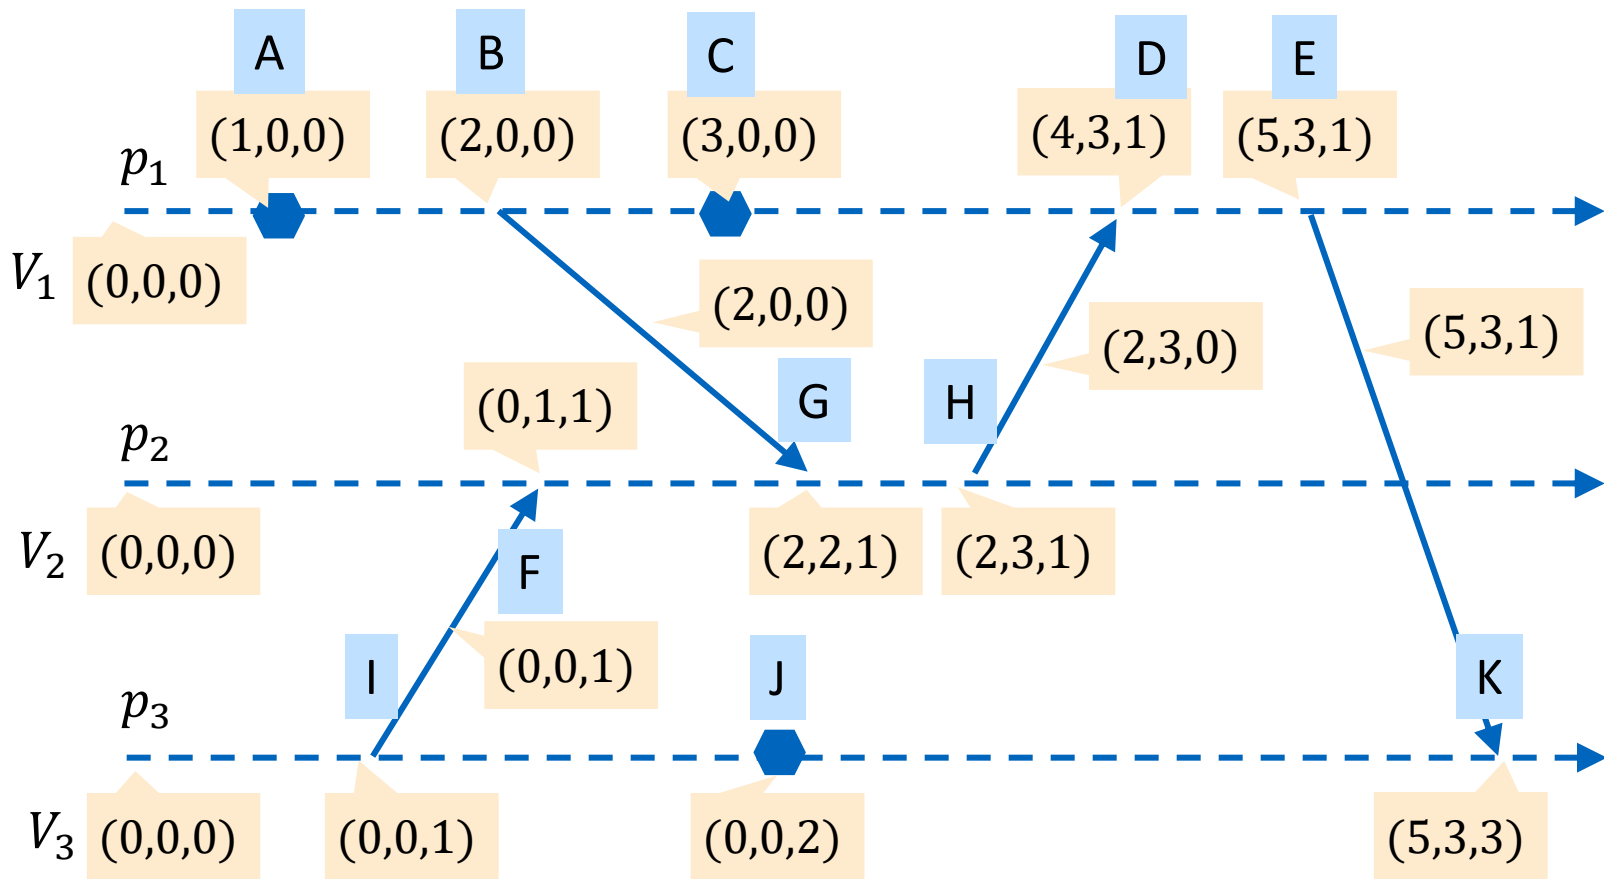 A
B
C
D
E
(1,0,0)
(2,0,0)
(3,0,0)
(4,3,1)
(5,3,1)
p₁
V₁
(0,0,0)
(2,0,0)
(2,3,0)
(5,3,1)
(0,1,1)
G
H
p₂
V₂
(0,0,0)
F
(2,2,1)
(2,3,1)
I
(0,0,1)
J
K
p₃
V₃
(0,0,0)
(0,0,1)
(0,0,2)
(5,3,3)